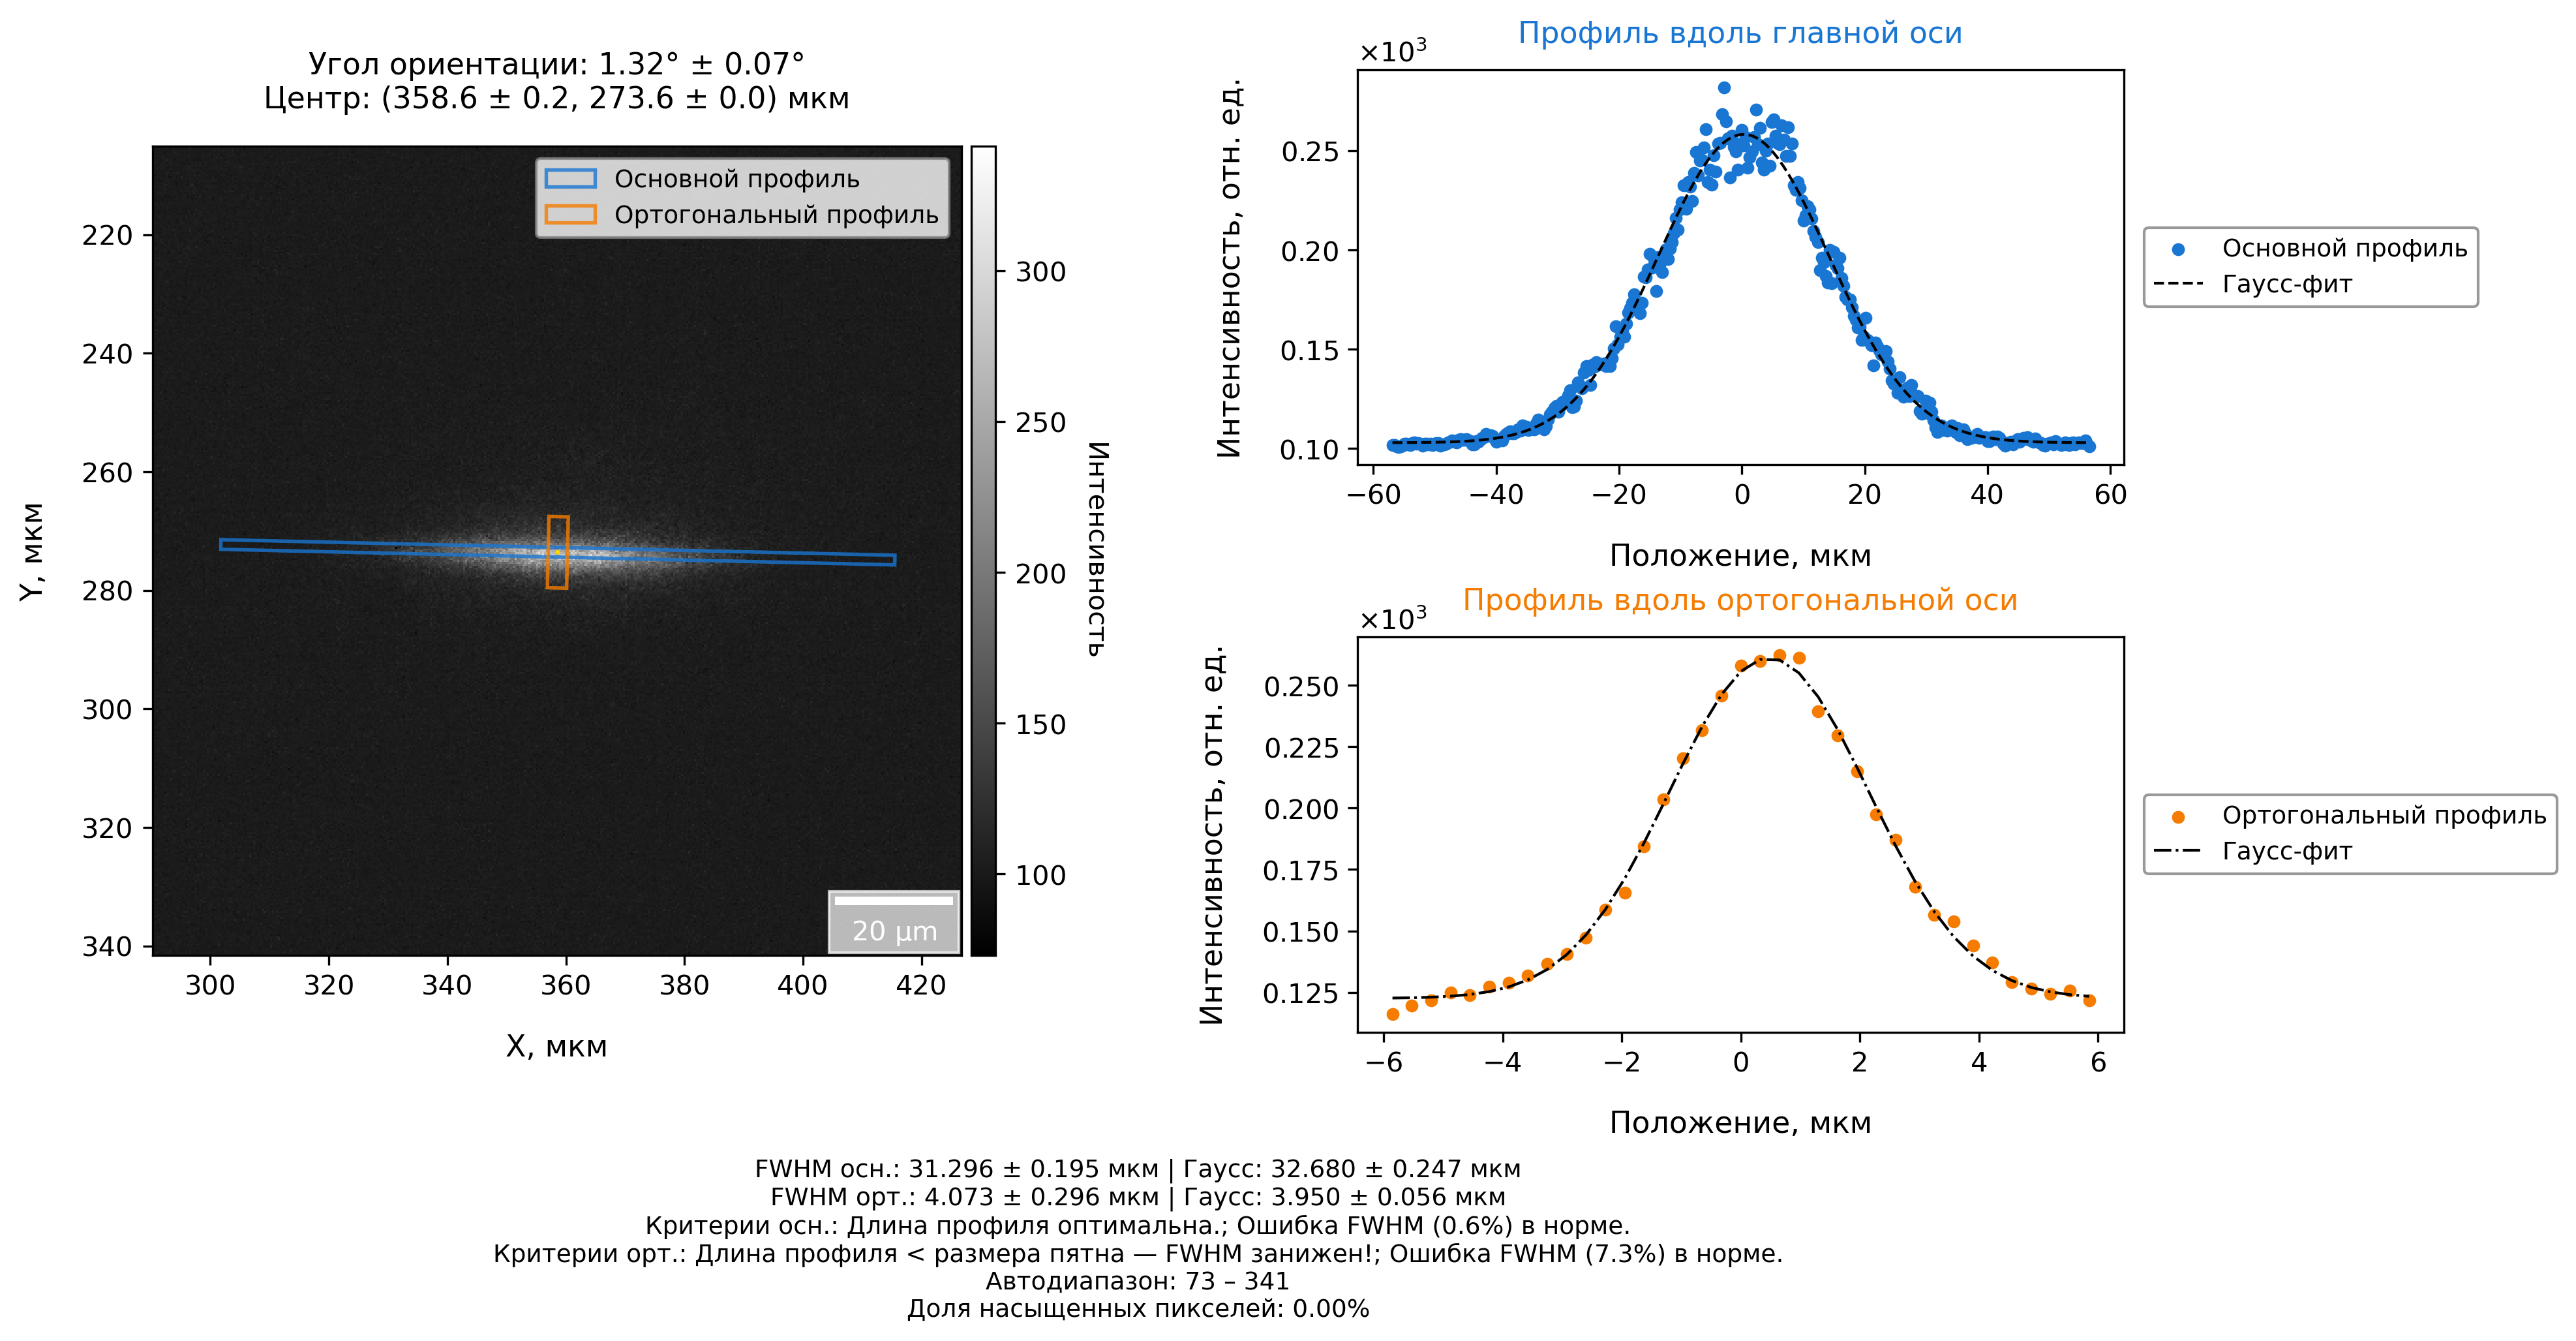 Угол ориентации: 1.32° ± 0.07°
Центр: (358.6 ± 0.2, 273.6 ± 0.0) мкм
Основной профиль
Ортогональный профиль
220
240
260
280
300
320
340
Y, мкм
300
320
340
360
380
400
420
X, мкм
20 µm
300
250
200
150
100
Интенсивность
Профиль вдоль главной оси
×10³
Интенсивность, отн. ед.
0.25
0.20
0.15
0.10
−60
−40
−20
0
20
40
60
Положение, мкм
Основной профиль
Гаусс-фит
Профиль вдоль ортогональной оси
×10³
Интенсивность, отн. ед.
0.250
0.225
0.200
0.175
0.150
0.125
−6
−4
−2
0
2
4
6
Положение, мкм
Ортогональный профиль
Гаусс-фит
FWHM осн.: 31.296 ± 0.195 мкм | Гаусс: 32.680 ± 0.247 мкм
FWHM орт.: 4.073 ± 0.296 мкм | Гаусс: 3.950 ± 0.056 мкм
Критерии осн.: Длина профиля оптимальна.; Ошибка FWHM (0.6%) в норме.
Критерии орт.: Длина профиля < размера пятна — FWHM занижен!; Ошибка FWHM (7.3%) в норме.
Автодиапазон: 73 – 341
Доля насыщенных пикселей: 0.00%